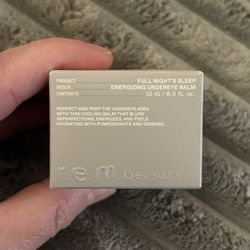 PRODUCT FULL NIGHT'S SLEEP
DESCR. ENERGIZING UNDEREYE BALM
CONTENTS: 15 ml / 0.5 fl. oz.
PERFECT AND PREP THE UNDEREYE AREA
WITH THIS COOLING BALM THAT BLURS
IMPERFECTIONS, ENERGIZES, AND FEELS
HYDRATING WITH POMEGRANATE AND GINSENG.
r.e.m.beauty